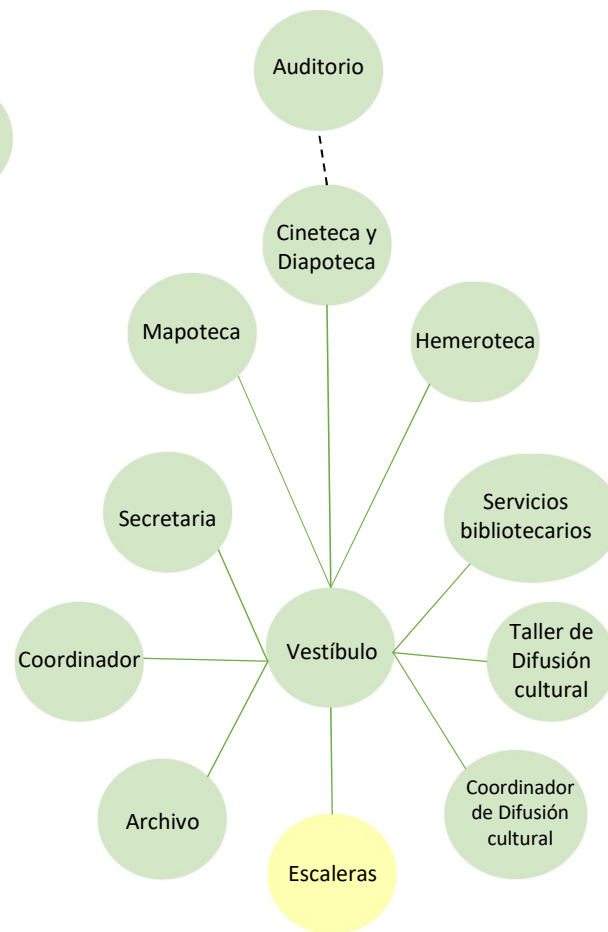 Auditorio
Cineteca y
Diapoteca
Mapoteca
Hemeroteca
Secretaria
Servicios
bibliotecarios
Coordinador
Vestíbulo
Taller de
Difusión
cultural
Archivo
Coordinador
de Difusión
cultural
Escaleras